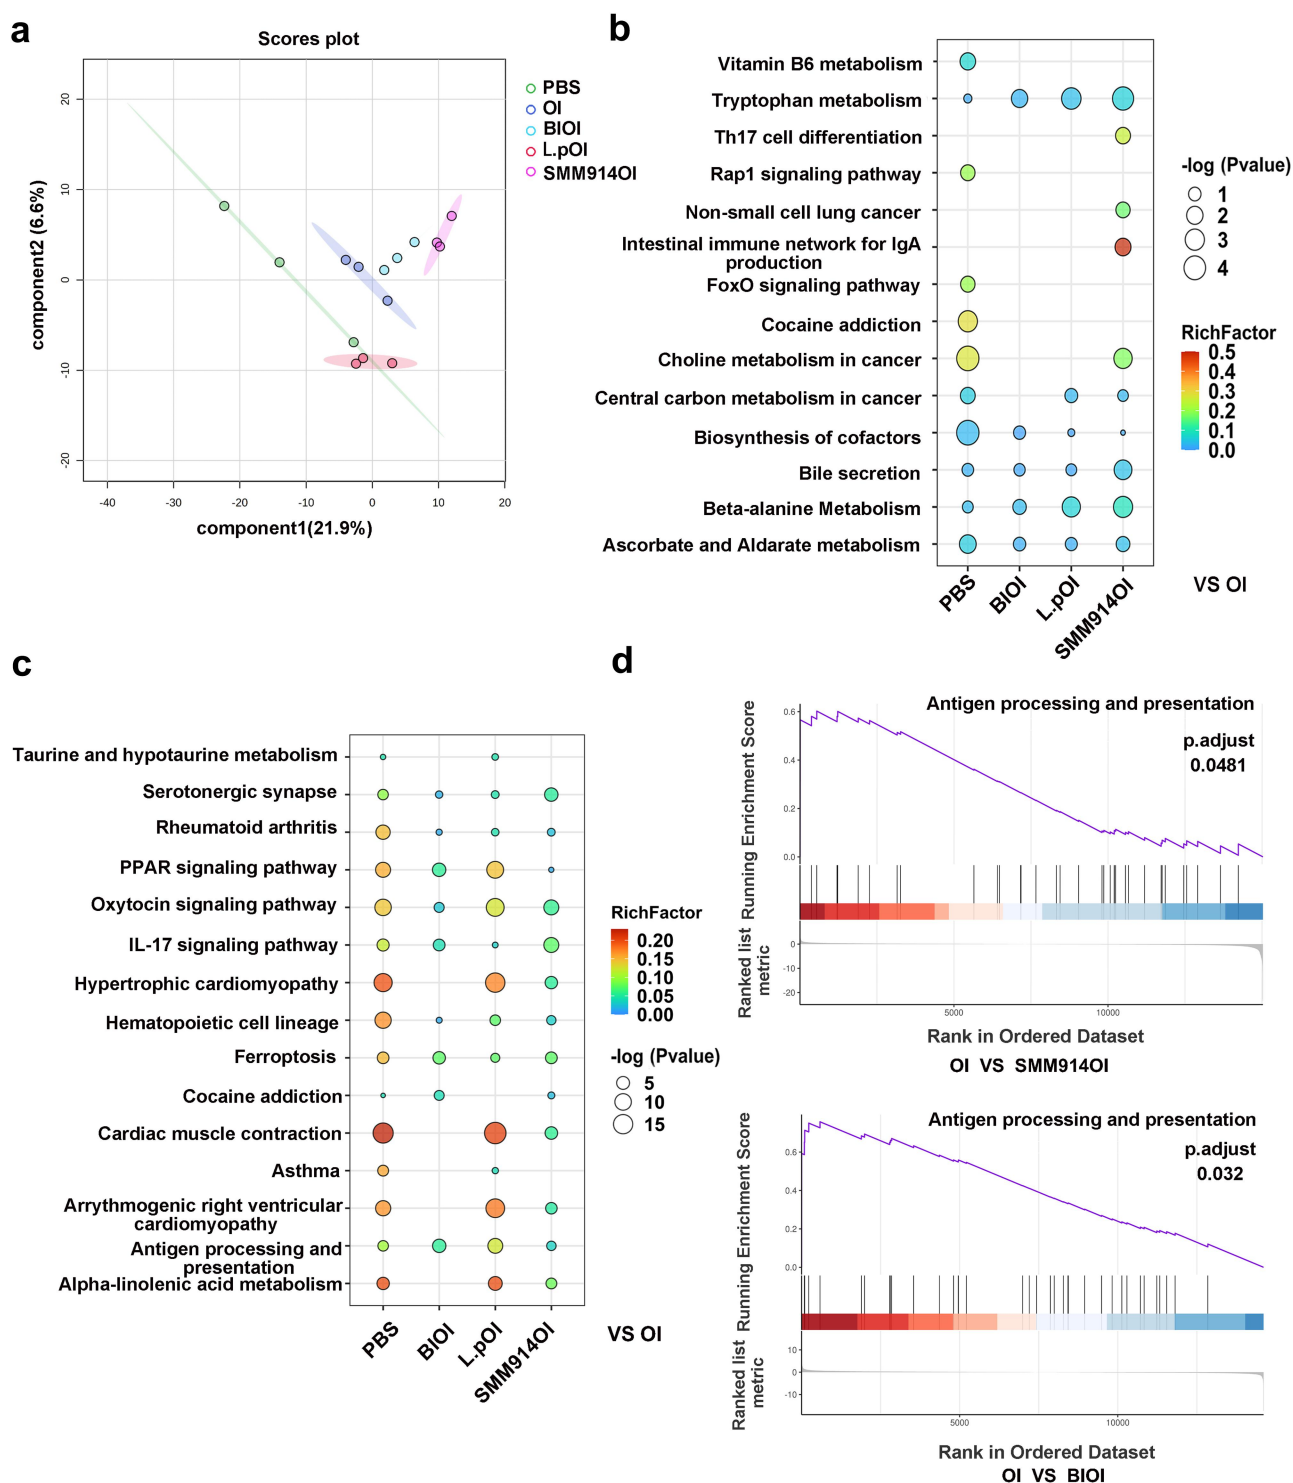 a
Scores plot
20
10
0
-10
-20
-40
-30
-20
-10
0
10
20
component2 (6.6%)
component1(21.9%)
PBS
OI
BIOI
L.pOI
SMM914OI
b
Vitamin B6 metabolism
Tryptophan metabolism
Th17 cell differentiation
Rap1 signaling pathway
Non-small cell lung cancer
Intestinal immune network for IgA
production
FoxO signaling pathway
Cocaine addiction
Choline metabolism in cancer
Central carbon metabolism in cancer
Biosynthesis of cofactors
Bile secretion
Beta-alanine Metabolism
Ascorbate and Aldarate metabolism
PBS
BIOI
L.pOI
SMM914OI
VS OI
-log (Pvalue)
1
2
3
4
RichFactor
0.5
0.4
0.3
0.2
0.1
0.0
c
Taurine and hypotaurine metabolism
Serotonergic synapse
Rheumatoid arthritis
PPAR signaling pathway
Oxytocin signaling pathway
IL-17 signaling pathway
Hypertrophic cardiomyopathy
Hematopoietic cell lineage
Ferroptosis
Cocaine addiction
Cardiac muscle contraction
Asthma
Arrythmogenic right ventricular
cardiomyopathy
Antigen processing and
presentation
Alpha-linolenic acid metabolism
PBS
BIOI
L.pOI
SMM914OI
VS OI
RichFactor
0.20
0.15
0.10
0.05
0.00
-log (Pvalue)
5
10
15
d
Antigen processing and presentation
p.adjust
0.0481
Running Enrichment Score
0.6
0.4
0.2
0.0
Ranked list
metric
0
-10
-20
5000
10000
Rank in Ordered Dataset
OI VS SMM914OI
Antigen processing and presentation
p.adjust
0.032
Running Enrichment Score
0.6
0.4
0.2
0.0
Ranked list
metric
10
0
-10
5000
10000
Rank in Ordered Dataset
OI VS BIOI